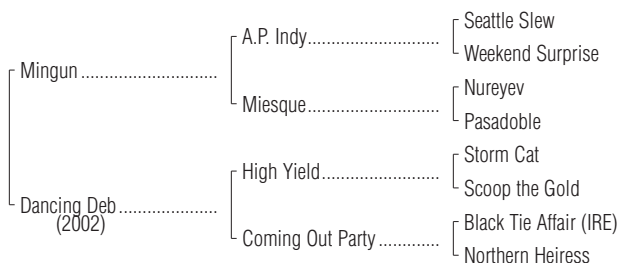 Seattle Slew
A.P. Indy............................
Weekend Surprise
Mingun.............................
Nureyev
Miesque............................
Pasadoble
Storm Cat
High Yield.........................
Scoop the Gold
Dancing Deb.....................
(2002)
Black Tie Affair (IRE)
Coming Out Party.............
Northern Heiress